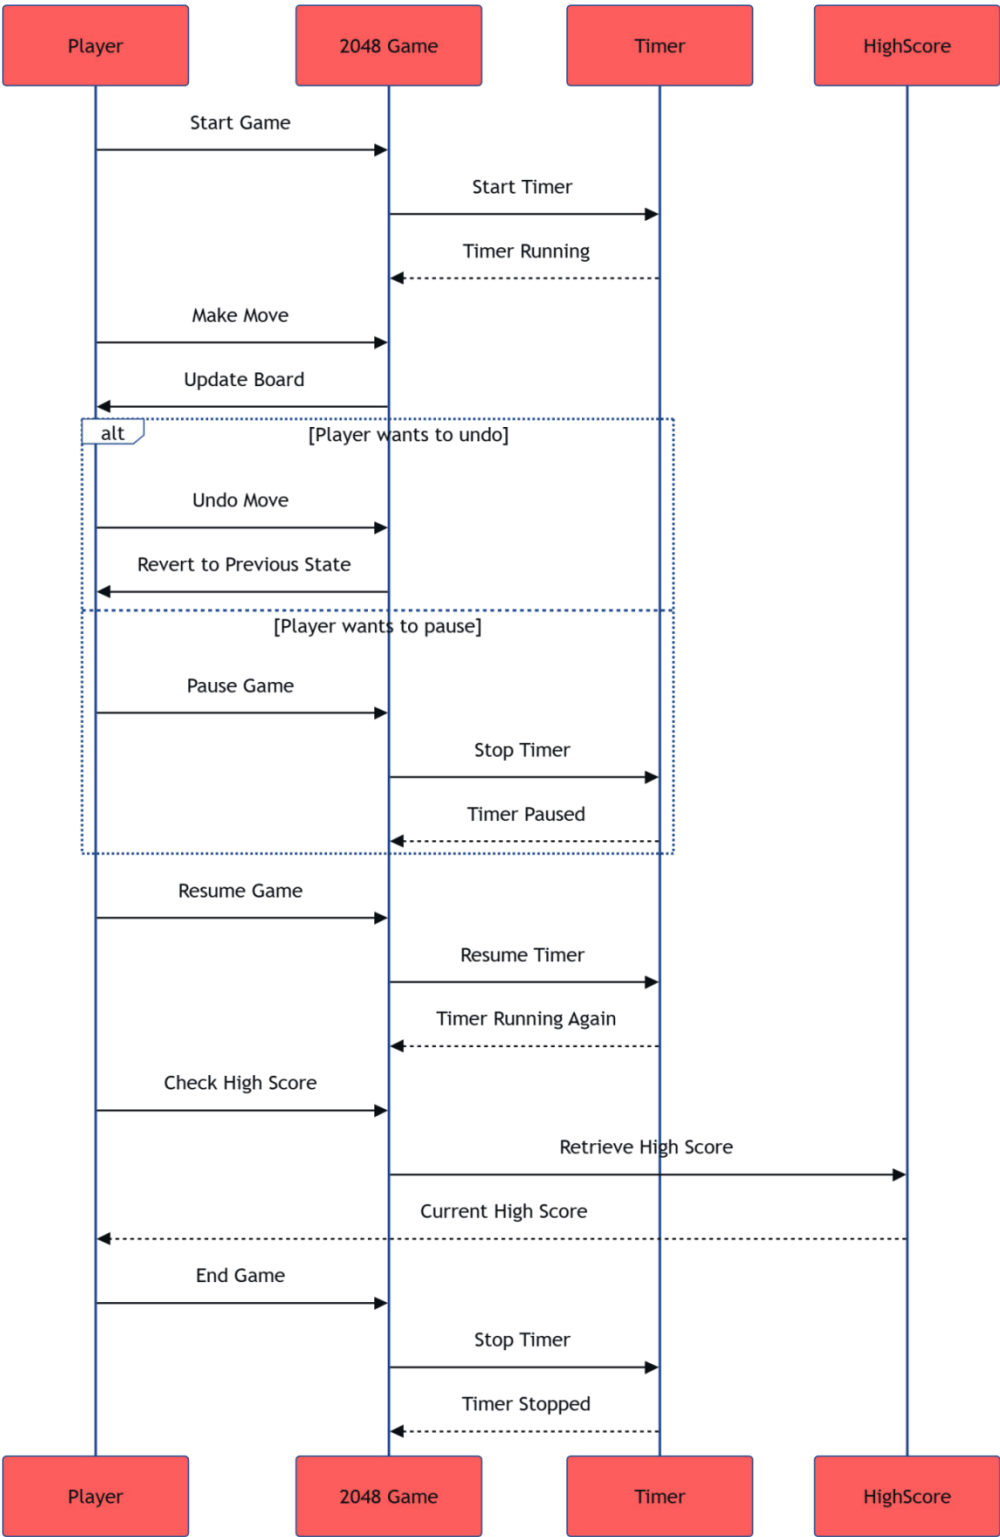 Player
2048 Game
Timer
HighScore
Start Game
Start Timer
Timer Running
Make Move
Update Board
alt
[Player wants to undo]
Undo Move
Revert to Previous State
[Player wants to pause]
Pause Game
Stop Timer
Timer Paused
Resume Game
Resume Timer
Timer Running Again
Check High Score
Retrieve High Score
Current High Score
End Game
Stop Timer
Timer Stopped
Player
2048 Game
Timer
HighScore